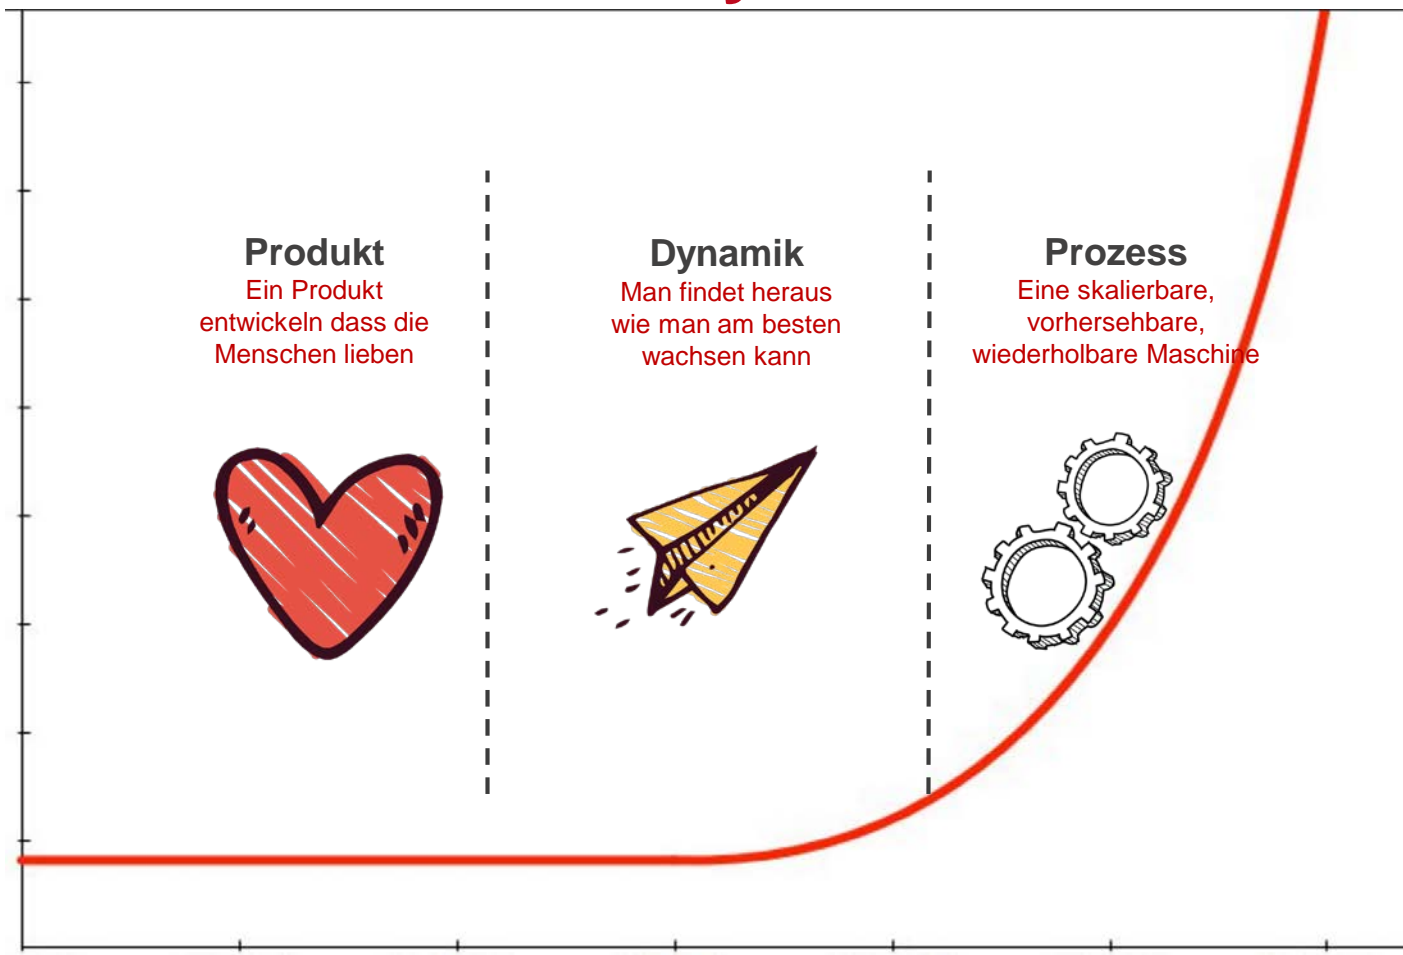 Produkt
Ein Produkt
entwickeln dass die
Menschen lieben
Dynamik
Man findet heraus
wie man am besten
wachsen kann
Prozess
Eine skalierbare,
vorhersehbare,
wiederholbare Maschine